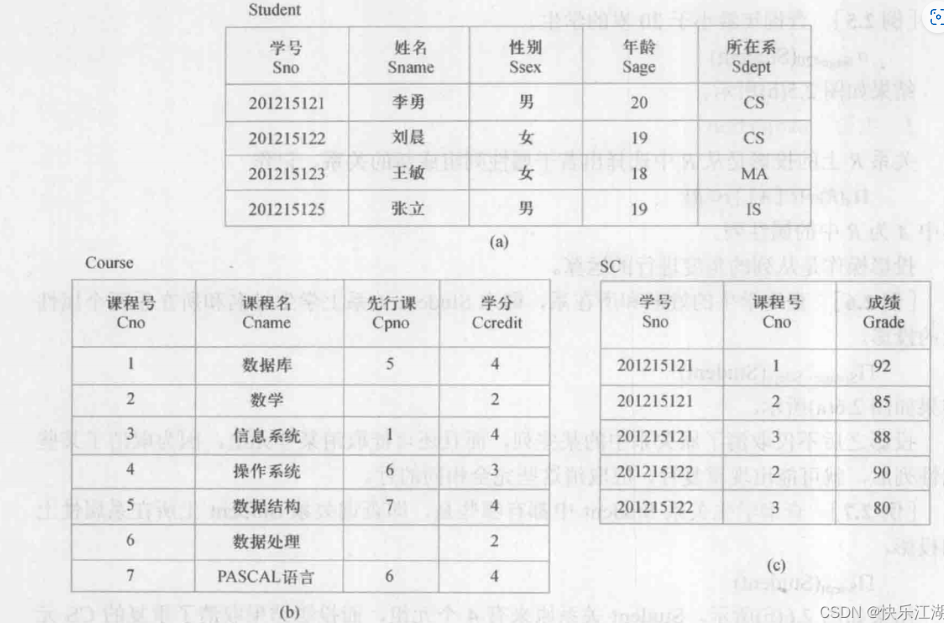 Student
学号 姓名 性别 年龄 所在系
Sno Sname Ssex Sage Sdept
201215121 李勇 男 20 CS
201215122 刘晨 女 19 CS
201215123 王敏 女 18 MA
201215125 张立 男 19 IS
(a)
Course
课程号 课程名 先行课 学分
Cno Cname Cpno Ccredit
1 数据库 5 4
2 数学 2
3 信息系统 1 4
4 操作系统 6 3
5 数据结构 7 4
6 数据处理 2
7 PASCAL语言 6 4
(b)
SC
学号 课程号 成绩
Sno Cno Grade
201215121 1 92
201215121 2 85
201215121 3 88
201215122 2 90
201215122 3 80
(c)
CSDN @快乐江湖